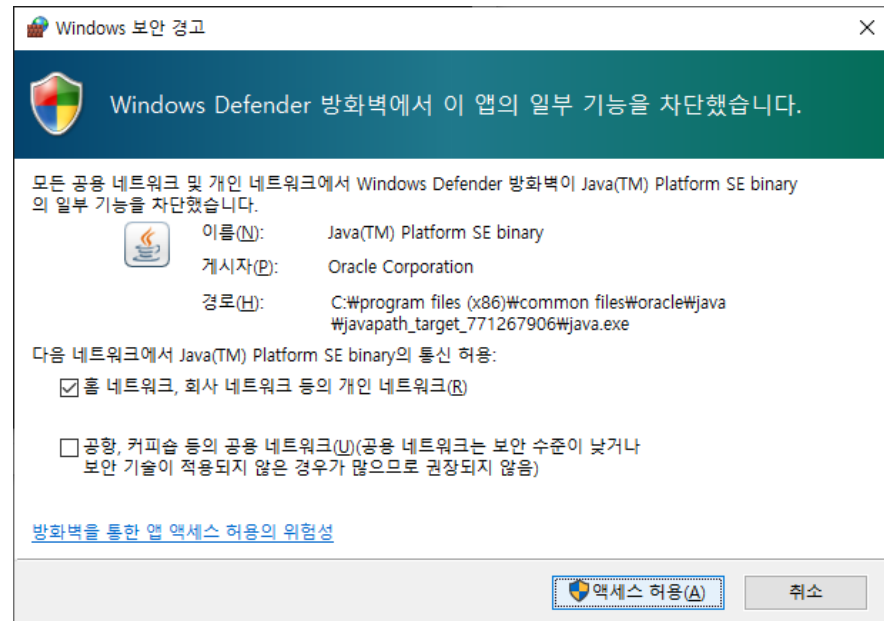 Windows 보안 경고
Windows Defender 방화벽에서 이 앱의 일부 기능을 차단했습니다.
모든 공용 네트워크 및 개인 네트워크에서 Windows Defender 방화벽이 Java(TM) Platform SE binary
의 일부 기능을 차단했습니다.
이름(N): Java(TM) Platform SE binary
게시자(P): Oracle Corporation
경로(H): C:₩program files (x86)₩common files₩oracle₩java
₩javapath_target_771267906₩java.exe
다음 네트워크에서 Java(TM) Platform SE binary의 통신 허용:
홈 네트워크, 회사 네트워크 등의 개인 네트워크(R)
공항, 커피숍 등의 공용 네트워크(U)(공용 네트워크는 보안 수준이 낮거나
보안 기술이 적용되지 않은 경우가 많으므로 권장되지 않음)
방화벽을 통한 앱 액세스 허용의 위험성
액세스 허용(A) 취소